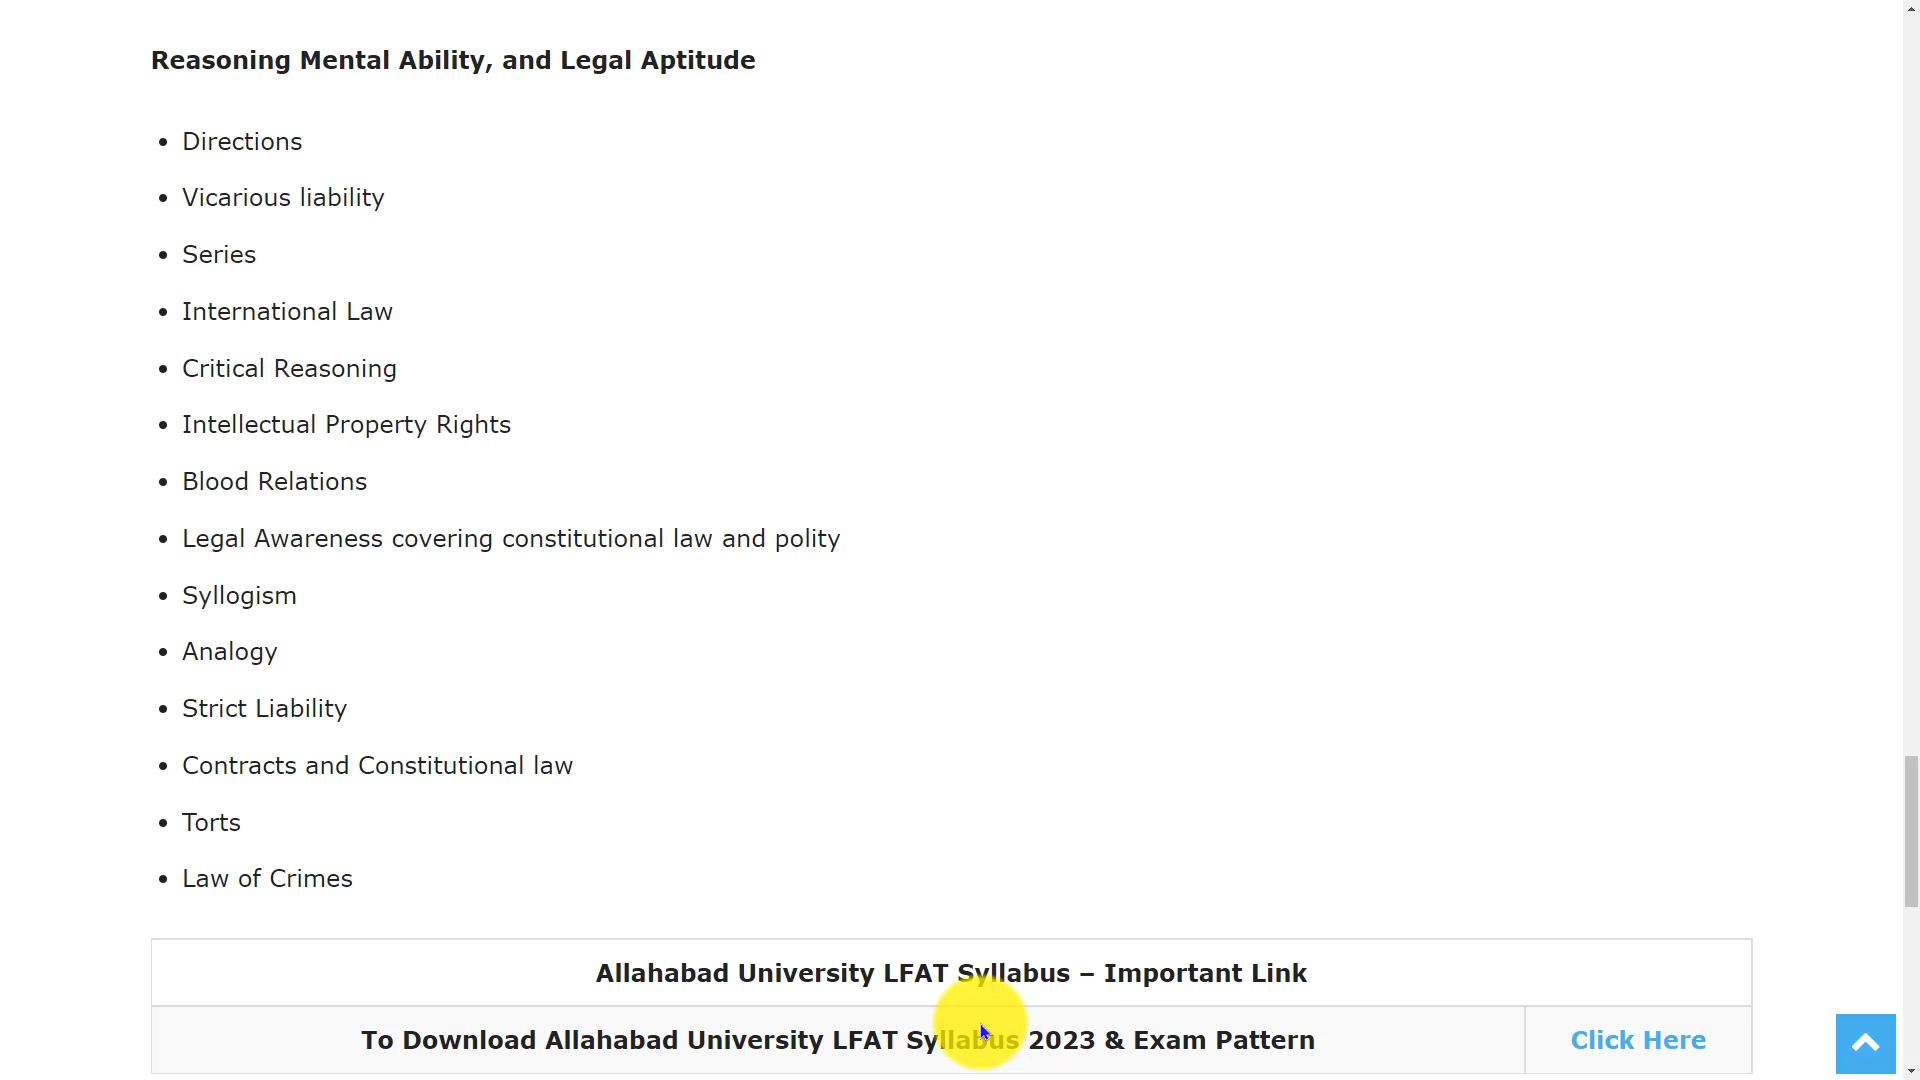 Reasoning Mental Ability, and Legal Aptitude
Directions
Vicarious liability
Series
International Law
Critical Reasoning
Intellectual Property Rights
Blood Relations
Legal Awareness covering constitutional law and polity
Syllogism
Analogy
Strict Liability
Contracts and Constitutional law
Torts
Law of Crimes
Allahabad University LFAT Syllabus – Important Link
To Download Allahabad University LFAT Syllabus 2023 & Exam Pattern Click Here